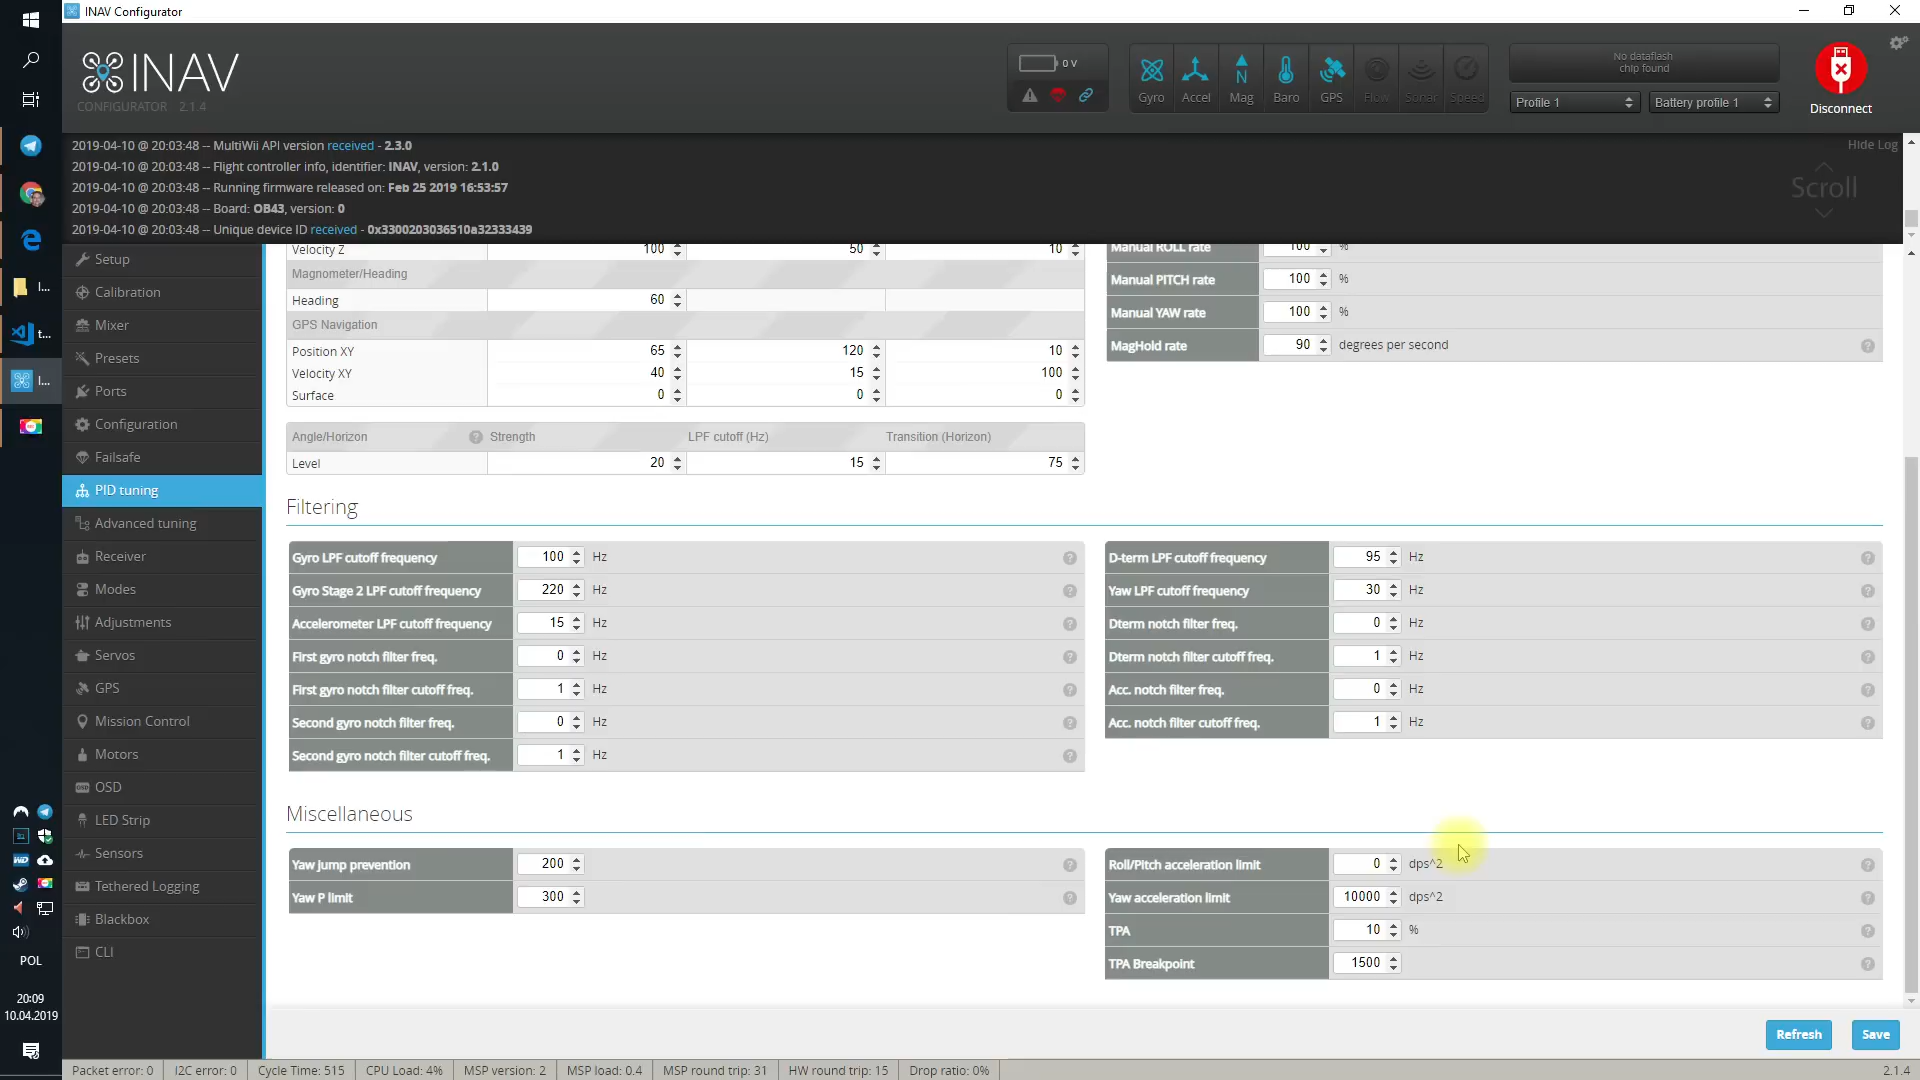 INAV Configurator
INAV
CONFIGURATOR 2.1.4
0 V
Gyro Accel Mag Baro GPS Flow Sonar Speed
No dataflash
chip found
Profile 1 Battery profile 1
Disconnect
2019-04-10 @ 20:03:48 -- MultiWii API version received - 2.3.0
2019-04-10 @ 20:03:48 -- Flight controller info, identifier: INAV, version: 2.1.0
2019-04-10 @ 20:03:48 -- Running firmware released on: Feb 25 2019 16:53:57
2019-04-10 @ 20:03:48 -- Board: OB43, version: 0
2019-04-10 @ 20:03:48 -- Unique device ID received - 0x3300203036510a32333439
Hide Log
Scroll
I...
t...
I...
POL
20:09
10.04.2019
Setup
Calibration
Mixer
Presets
Ports
Configuration
Failsafe
PID tuning
Advanced tuning
Receiver
Modes
Adjustments
Servos
GPS
Mission Control
Motors
OSD
LED Strip
Sensors
Tethered Logging
Blackbox
CLI
Velocity Z 100 50 10
Magnometer/Heading
Heading 60
GPS Navigation
Position XY 65 120 10
Velocity XY 40 15 100
Surface 0 0 0
Angle/Horizon Strength LPF cutoff (Hz) Transition (Horizon)
Level 20 15 75
Manual ROLL rate 100 %
Manual PITCH rate 100 %
Manual YAW rate 100 %
MagHold rate 90 degrees per second
Filtering
Gyro LPF cutoff frequency 100 Hz
Gyro Stage 2 LPF cutoff frequency 220 Hz
Accelerometer LPF cutoff frequency 15 Hz
First gyro notch filter freq. 0 Hz
First gyro notch filter cutoff freq. 1 Hz
Second gyro notch filter freq. 0 Hz
Second gyro notch filter cutoff freq. 1 Hz
D-term LPF cutoff frequency 95 Hz
Yaw LPF cutoff frequency 30 Hz
Dterm notch filter freq. 0 Hz
Dterm notch filter cutoff freq. 1 Hz
Acc. notch filter freq. 0 Hz
Acc. notch filter cutoff freq. 1 Hz
Miscellaneous
Yaw jump prevention 200
Yaw P limit 300
Roll/Pitch acceleration limit 0 dps^2
Yaw acceleration limit 10000 dps^2
TPA 10 %
TPA Breakpoint 1500
Refresh Save
Packet error: 0 I2C error: 0 Cycle Time: 515 CPU Load: 4% MSP version: 2 MSP load: 0.4 MSP round trip: 31 HW round trip: 15 Drop ratio: 0% 2.1.4